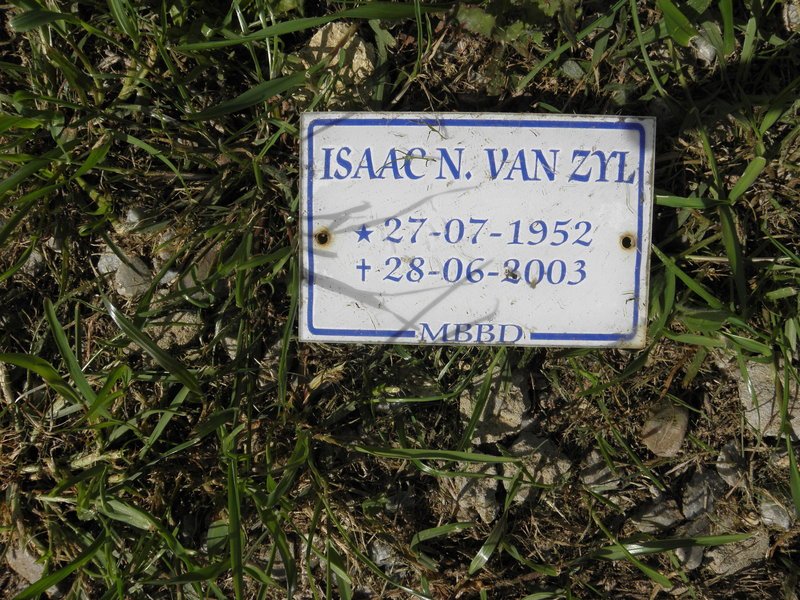 ISAAC N. VAN ZYL
★ 27-07-1952
✝ 28-06-2003
MBBD